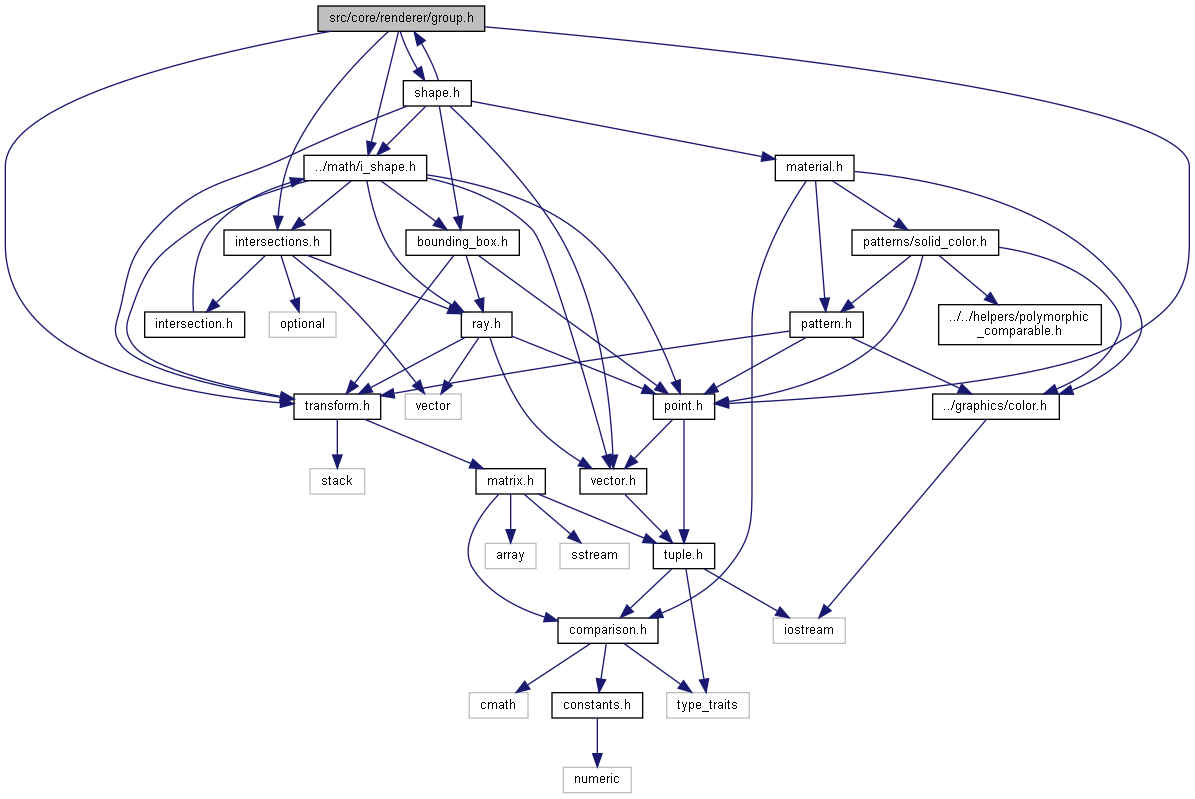 src/core/renderer/group.h
shape.h
../math/i_shape.h
material.h
intersections.h
bounding_box.h
patterns/solid_color.h
intersection.h
optional
ray.h
pattern.h
../../helpers/polymorphic
_comparable.h
transform.h
vector
point.h
../graphics/color.h
stack
matrix.h
vector.h
array
sstream
tuple.h
comparison.h
iostream
cmath
constants.h
type_traits
numeric